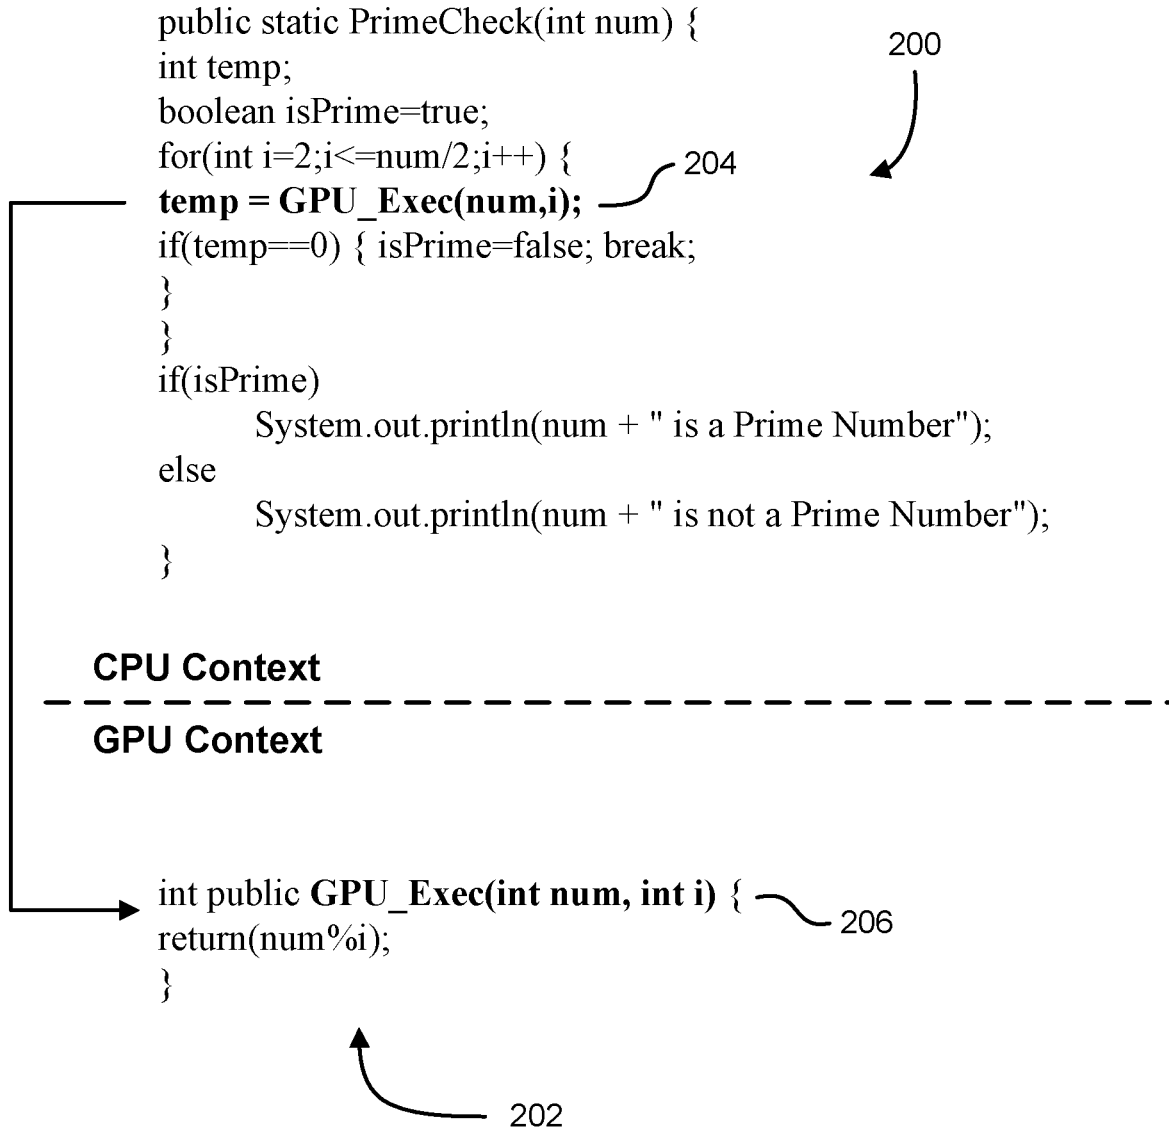 public static PrimeCheck(int num) {
200
int temp;
boolean isPrime=true;
for(int i=2;i<=num/2;i++) {
204
temp = GPU_Exec(num,i);
if(temp==0) { isPrime=false; break;
}
}
if(isPrime)
System.out.println(num + " is a Prime Number");
else
System.out.println(num + " is not a Prime Number");
}
CPU Context
GPU Context
int public GPU_Exec(int num, int i) {
206
return(num%i);
}
202